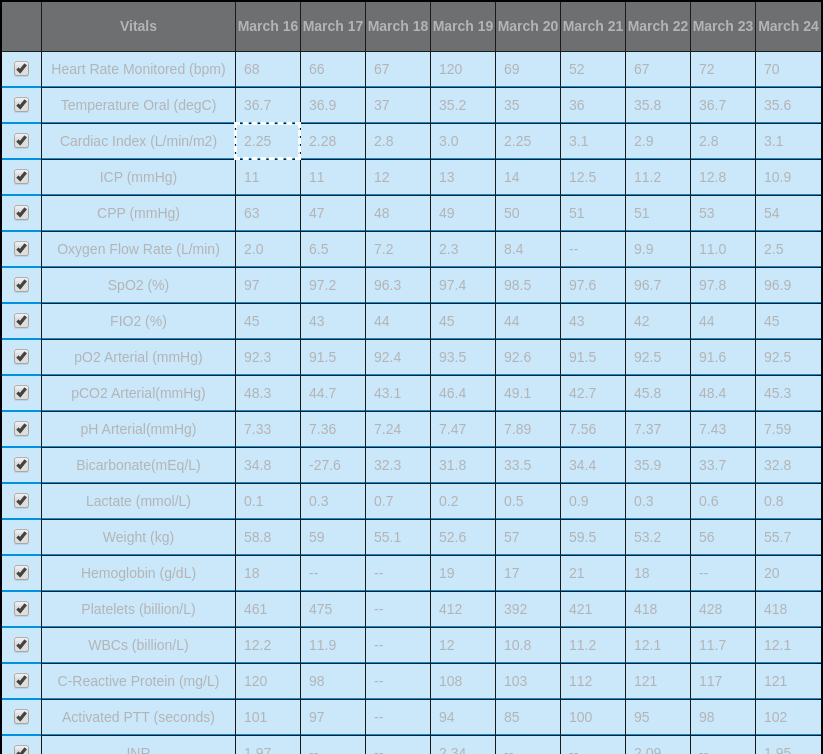 Vitals March 16 March 17 March 18 March 19 March 20 March 21 March 22 March 23 March 24
Heart Rate Monitored (bpm) 68 66 67 120 69 52 67 72 70
Temperature Oral (degC) 36.7 36.9 37 35.2 35 36 35.8 36.7 35.6
Cardiac Index (L/min/m2) 2.25 2.28 2.8 3.0 2.25 3.1 2.9 2.8 3.1
ICP (mmHg) 11 11 12 13 14 12.5 11.2 12.8 10.9
CPP (mmHg) 63 47 48 49 50 51 51 53 54
Oxygen Flow Rate (L/min) 2.0 6.5 7.2 2.3 8.4 -- 9.9 11.0 2.5
SpO2 (%) 97 97.2 96.3 97.4 98.5 97.6 96.7 97.8 96.9
FIO2 (%) 45 43 44 45 44 43 42 44 45
pO2 Arterial (mmHg) 92.3 91.5 92.4 93.5 92.6 91.5 92.5 91.6 92.5
pCO2 Arterial(mmHg) 48.3 44.7 43.1 46.4 49.1 42.7 45.8 48.4 45.3
pH Arterial(mmHg) 7.33 7.36 7.24 7.47 7.89 7.56 7.37 7.43 7.59
Bicarbonate(mEq/L) 34.8 -27.6 32.3 31.8 33.5 34.4 35.9 33.7 32.8
Lactate (mmol/L) 0.1 0.3 0.7 0.2 0.5 0.9 0.3 0.6 0.8
Weight (kg) 58.8 59 55.1 52.6 57 59.5 53.2 56 55.7
Hemoglobin (g/dL) 18 -- -- 19 17 21 18 -- 20
Platelets (billion/L) 461 475 -- 412 392 421 418 428 418
WBCs (billion/L) 12.2 11.9 -- 12 10.8 11.2 12.1 11.7 12.1
C-Reactive Protein (mg/L) 120 98 -- 108 103 112 121 117 121
Activated PTT (seconds) 101 97 -- 94 85 100 95 98 102
INR 1.97 -- -- 2.34 -- -- 2.09 -- 1.95